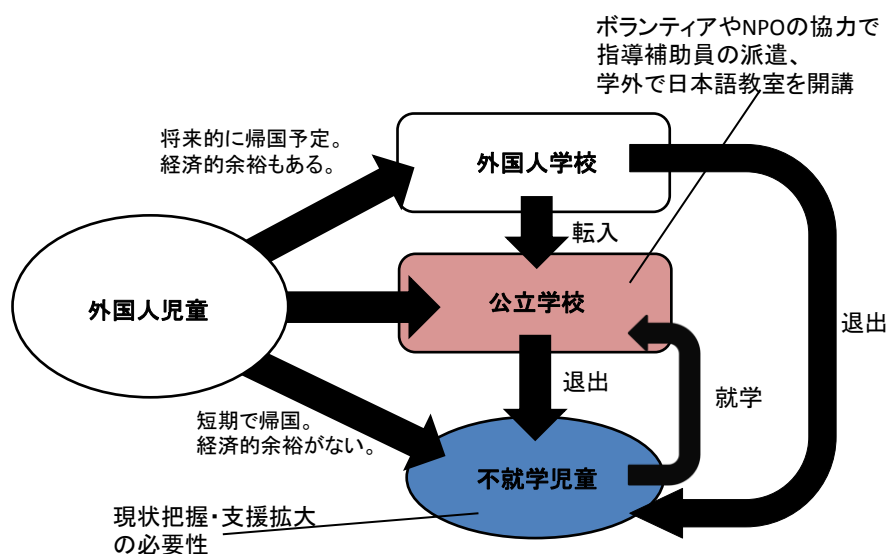 ボランティアやNPOの協力で
指導補助員の派遣、
学外で日本語教室を開講
将来的に帰国予定。
経済的余裕もある。
外国人学校
転入
外国人児童
公立学校
退出
退出
就学
短期で帰国。
経済的余裕がない。
不就学児童
現状把握・支援拡大
の必要性